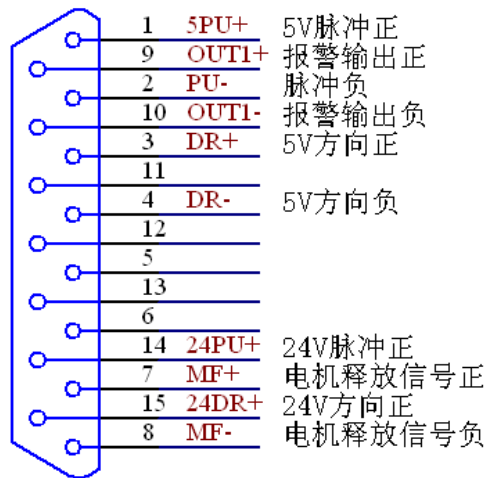 1 5PU+ 5V脉冲正
9 OUT1+ 报警输出正
2 PU- 脉冲负
10 OUT1- 报警输出负
3 DR+ 5V方向正
11
4 DR- 5V方向负
12
5
13
6
14 24PU+ 24V脉冲正
7 MF+ 电机释放信号正
15 24DR+ 24V方向正
8 MF- 电机释放信号负